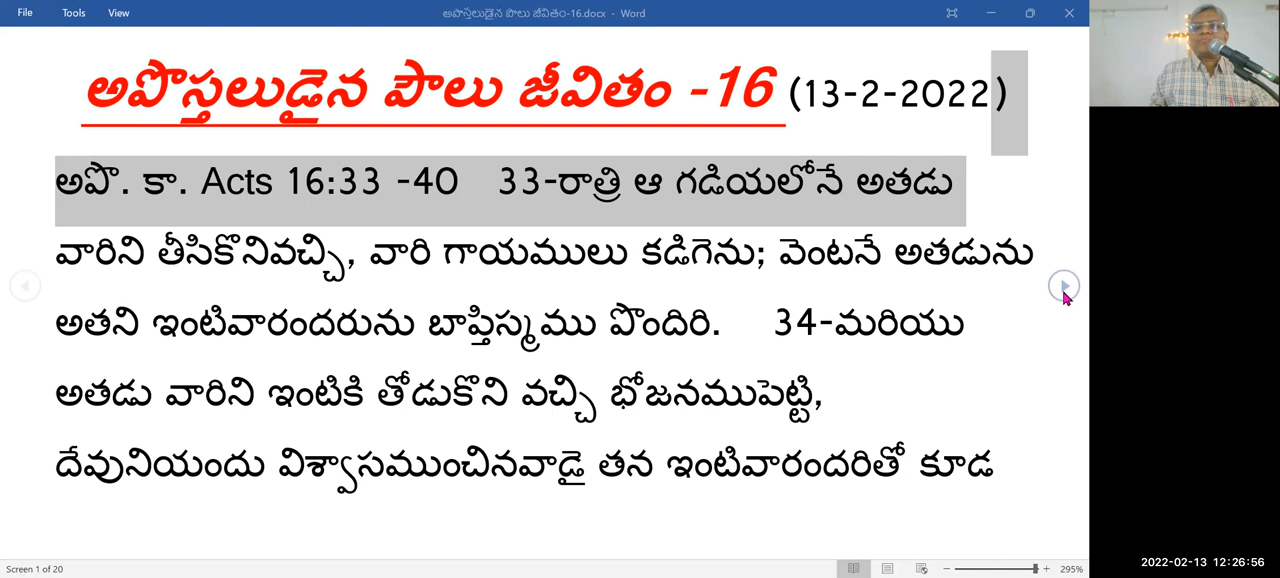 File Tools View అపొస్తలుడైన పౌలు జీవితం-16.docx - Word
అపొస్తలుడైన పౌలు జీవితం -16 (13-2-2022)
అపొ. కా. Acts 16:33 -40 33-రాత్రి ఆ గడియలోనే అతడు
వారిని తీసికొనివచ్చి, వారి గాయములు కడిగెను; వెంటనే అతడును
అతని ఇంటివారందరును బాప్తిస్మము పొందిరి. 34-మరియు
అతడు వారిని ఇంటికి తోడుకొని వచ్చి భోజనముపెట్టి,
దేవునియందు విశ్వాసముంచినవాడై తన ఇంటివారందరితో కూడ
Screen 1 of 20 295%
2022-02-13 12:26:56